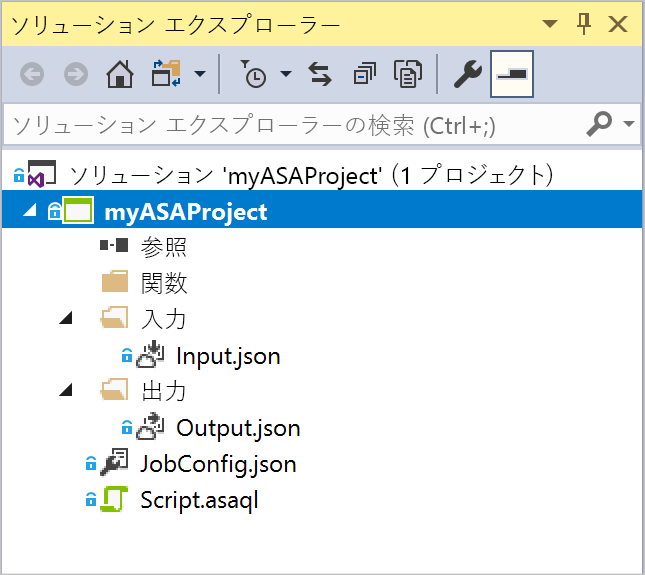 ソリューション エクスプローラー
ソリューション エクスプローラーの検索 (Ctrl+;)
ソリューション 'myASAProject' (1 プロジェクト)
myASAProject
参照
関数
入力
Input.json
出力
Output.json
JobConfig.json
Script.asaql